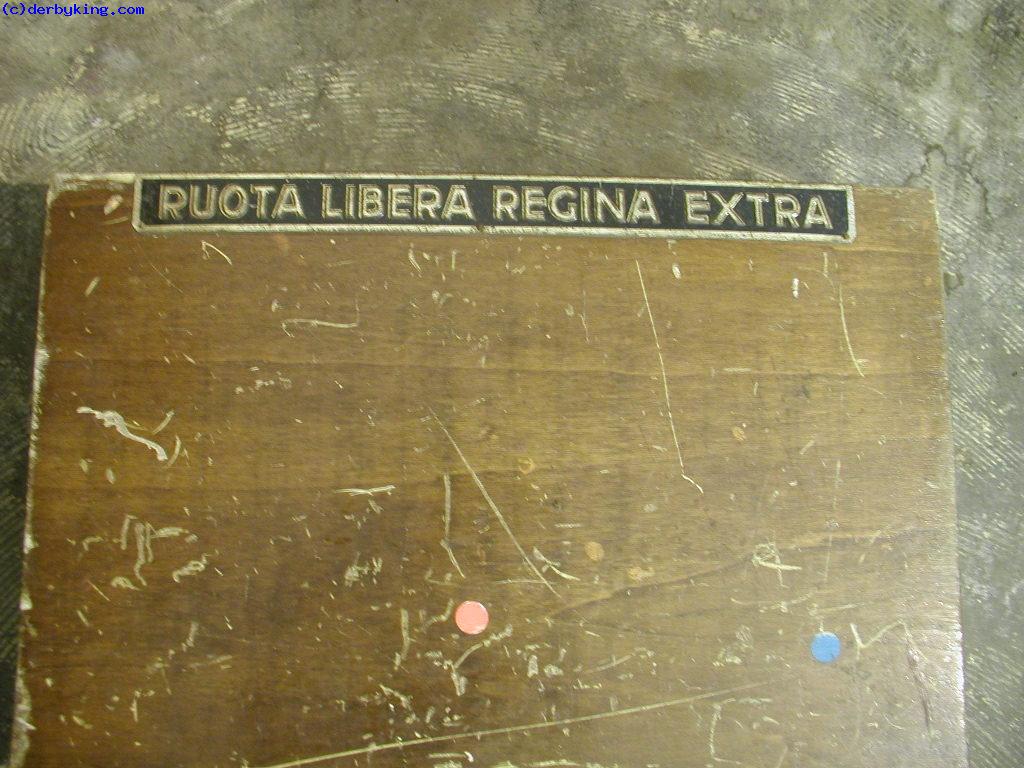 (c)derbyking.com
RUOTA LIBERA REGINA EXTRA